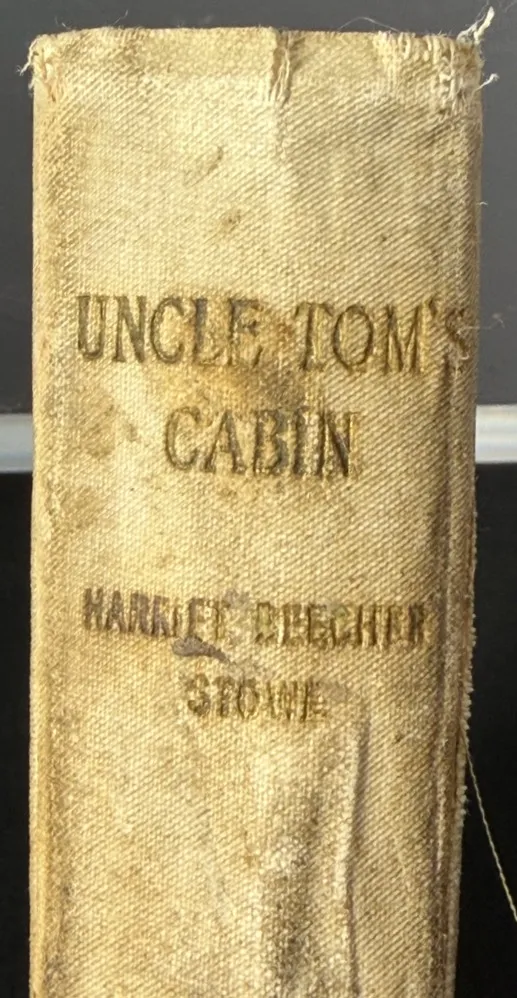 UNCLE TOM'S
CABIN
HARRIET BEECHER
STOWE